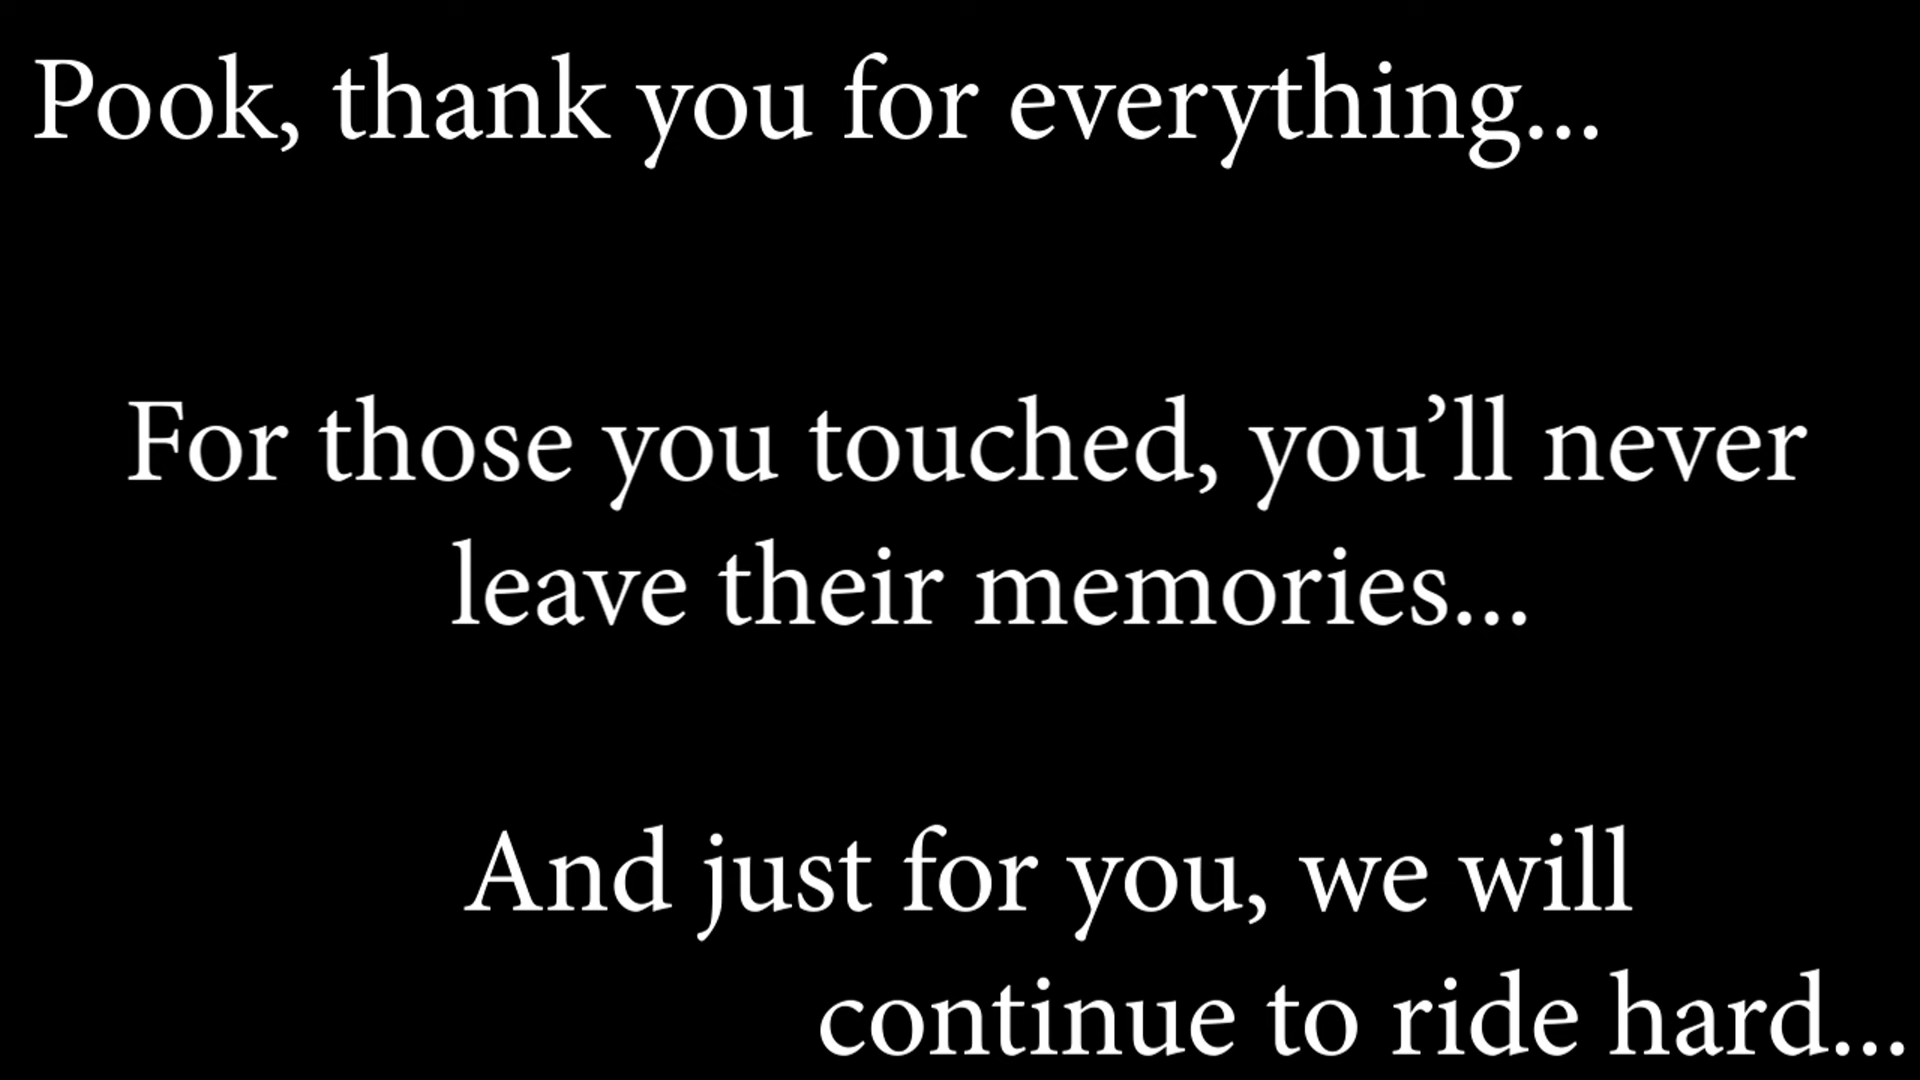 Pook, thank you for everything...
For those you touched, you’ll never
leave their memories...
And just for you, we will
continue to ride hard...